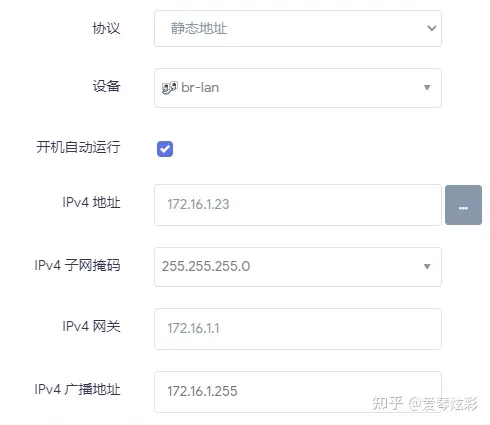 协议 静态地址
设备 br-lan
开机自动运行
IPv4 地址 172.16.1.23 ...
IPv4 子网掩码 255.255.255.0
IPv4 网关 172.16.1.1
IPv4 广播地址 172.16.1.255
知乎 @爱琴炫彩